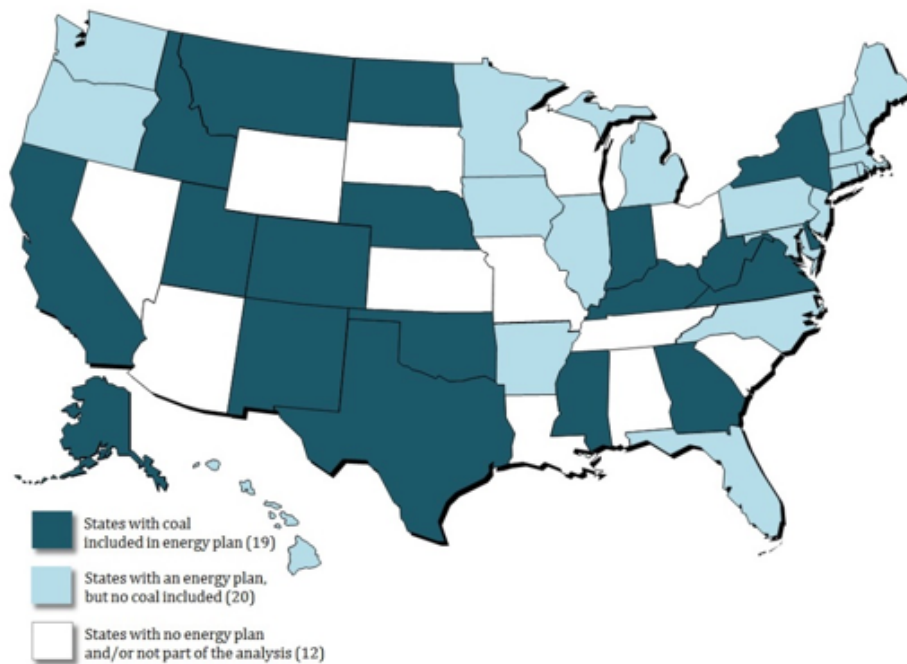 States with coal
included in energy plan (19)
States with an energy plan,
but no coal included (20)
States with no energy plan
and/or not part of the analysis (12)